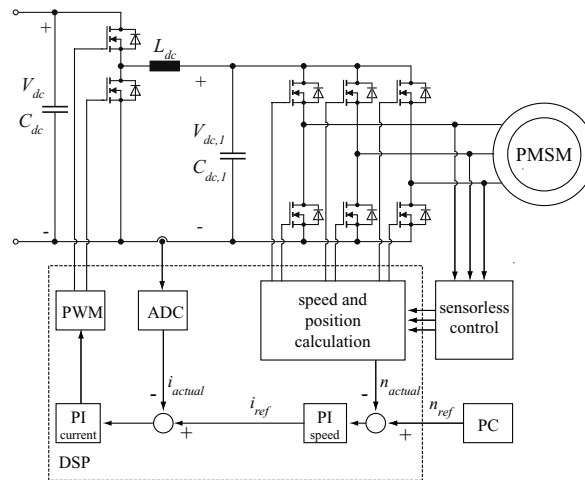 +
L_dc
+
V_dc
C_dc
V_dc,1
C_dc,1
PMSM
-
-
PWM
ADC
speed and
position
calculation
sensorless
control
i_actual
n_actual
-
-
PI
current
+
i_ref
PI
speed
+
n_ref
PC
DSP